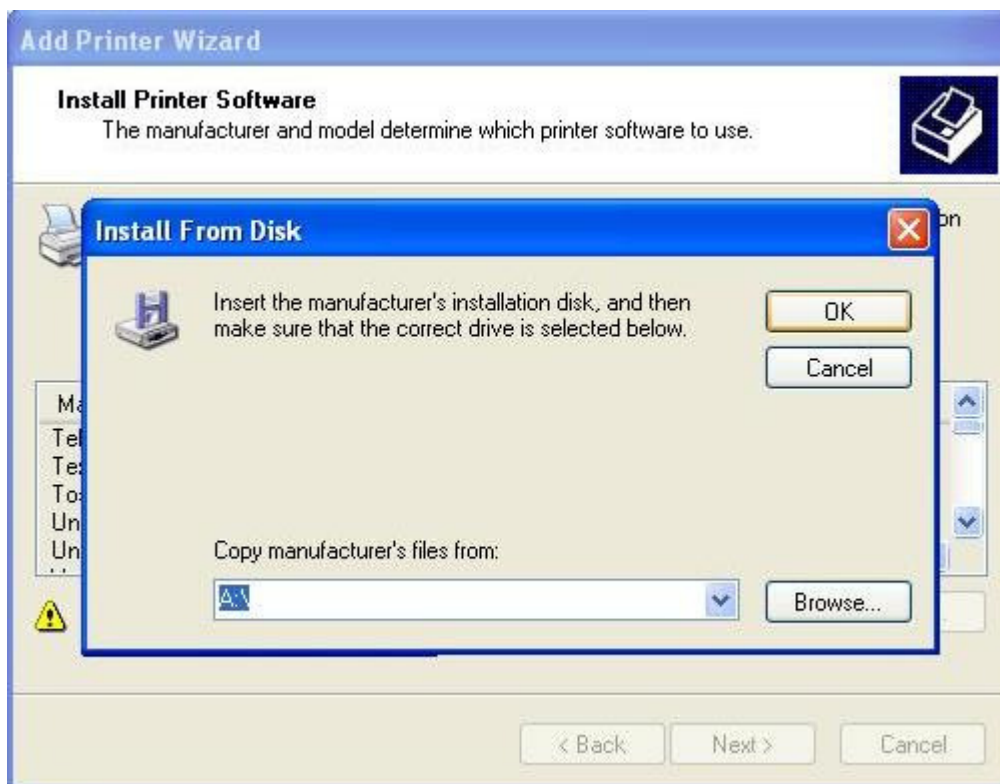 Add Printer Wizard
Install Printer Software
The manufacturer and model determine which printer software to use.
on
Install From Disk
Insert the manufacturer's installation disk, and then
make sure that the correct drive is selected below.
OK
Cancel
Ma
Tel
Te
To
Un
Un
Copy manufacturer's files from:
A:\
Browse...
< Back
Next >
Cancel